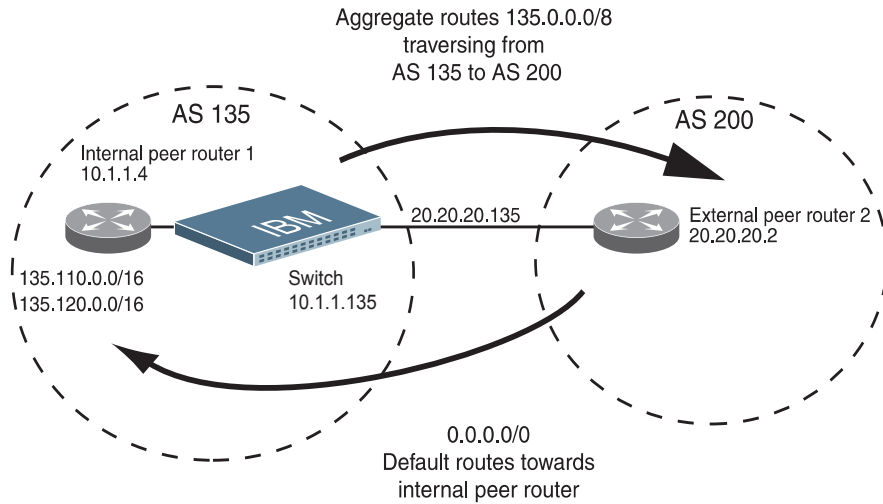 Aggregate routes 135.0.0.0/8
traversing from
AS 135 to AS 200
AS 135
AS 200
Internal peer router 1
10.1.1.4
IBM
20.20.20.135
External peer router 2
20.20.20.2
135.110.0.0/16
135.120.0.0/16
Switch
10.1.1.135
0.0.0.0/0
Default routes towards
internal peer router